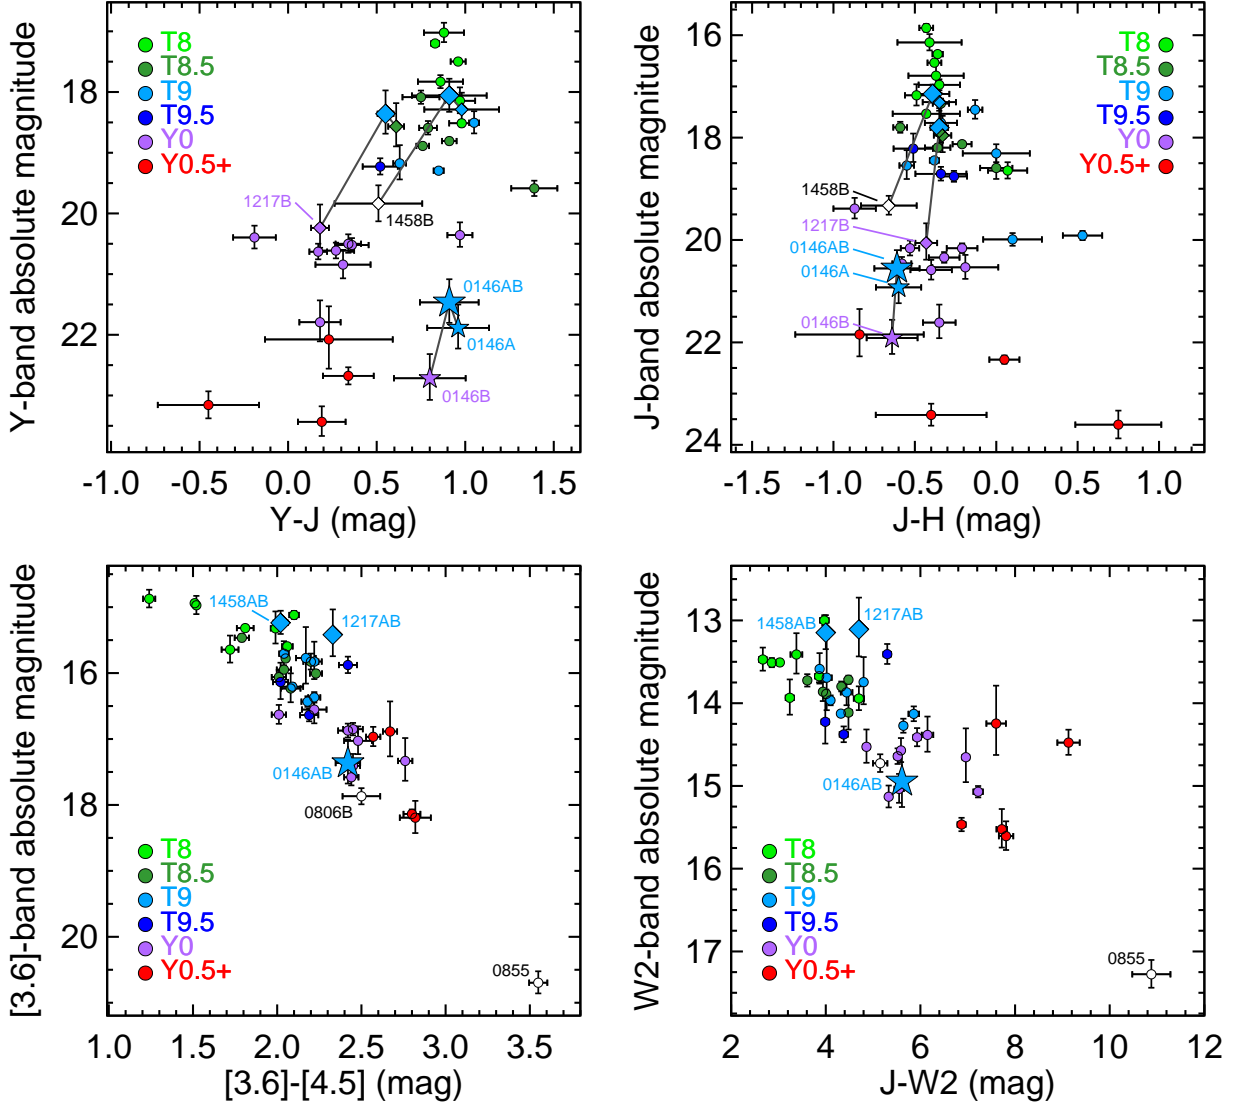 Y-band absolute magnitude
18
20
22
-1.0
-0.5
0.0
0.5
1.0
1.5
Y-J (mag)
T8
T8.5
T9
T9.5
Y0
Y0.5+
1217B
1458B
0146AB
0146A
0146B
J-band absolute magnitude
16
18
20
22
24
-1.5
-1.0
-0.5
0.0
0.5
1.0
J-H (mag)
T8
T8.5
T9
T9.5
Y0
Y0.5+
1458B
1217B
0146AB
0146A
0146B
[3.6]-band absolute magnitude
16
18
20
1.0
1.5
2.0
2.5
3.0
3.5
[3.6]-[4.5] (mag)
1458AB
1217AB
0146AB
0806B
0855
T8
T8.5
T9
T9.5
Y0
Y0.5+
W2-band absolute magnitude
13
14
15
16
17
2
4
6
8
10
12
J-W2 (mag)
1458AB
1217AB
0146AB
0855
T8
T8.5
T9
T9.5
Y0
Y0.5+